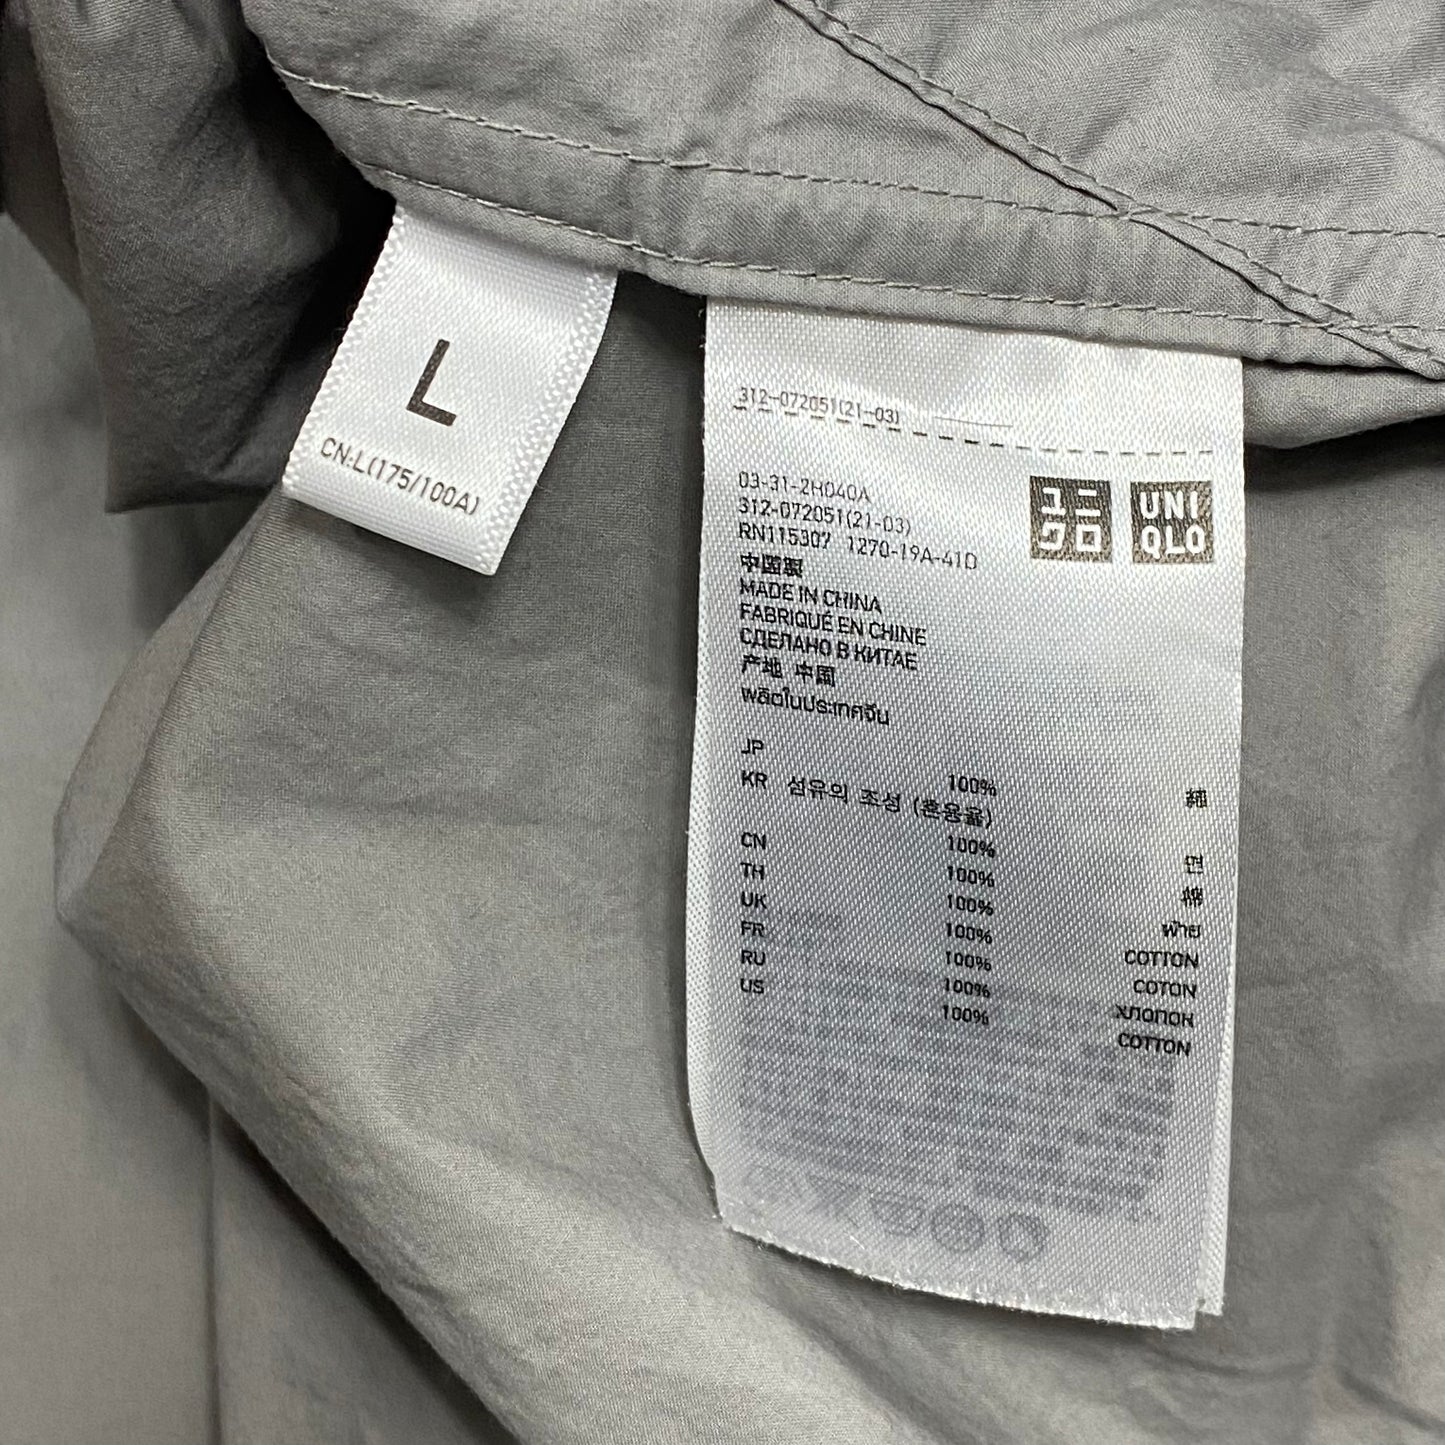 L
CN:L(175/100A)
312-072051(21-03)
03-31-2H040A
312-072051(21-03)
RN115307 1270-19A-41D
ユニクロ
UNIQLO
中国製
MADE IN CHINA
FABRIQUÉ EN CHINE
СДЕЛАНО В КИТАЕ
产地 中国
ผลิตในประเทศจีน
JP 100% 綿
KR 섬유의 조성 (혼용율)
100% 면
CN 100% 棉
TH 100% ฝ้าย
UK 100% COTTON
FR 100% COTON
RU 100% ХЛОПОК
US 100% COTTON